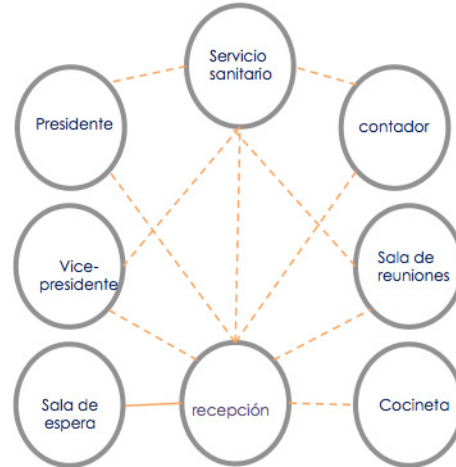 Servicio
sanitario
Presidente
contador
Vice-
presidente
Sala de
reuniones
Sala de
espera
recepción
Cocineta